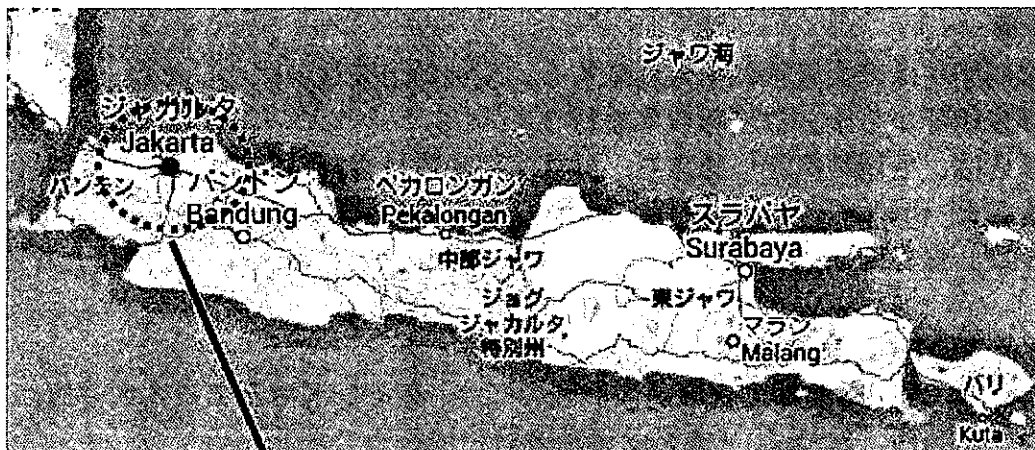 ジャワ海
ジャカルタ
Jakarta
バンテン
バンドン
Bandung
ペカロンガン
Pekalongan
中部ジャワ
スラバヤ
Surabaya
ジョグ
ジャカルタ
特別州
東ジャワ
マラン
Malang
バリ
Kuta